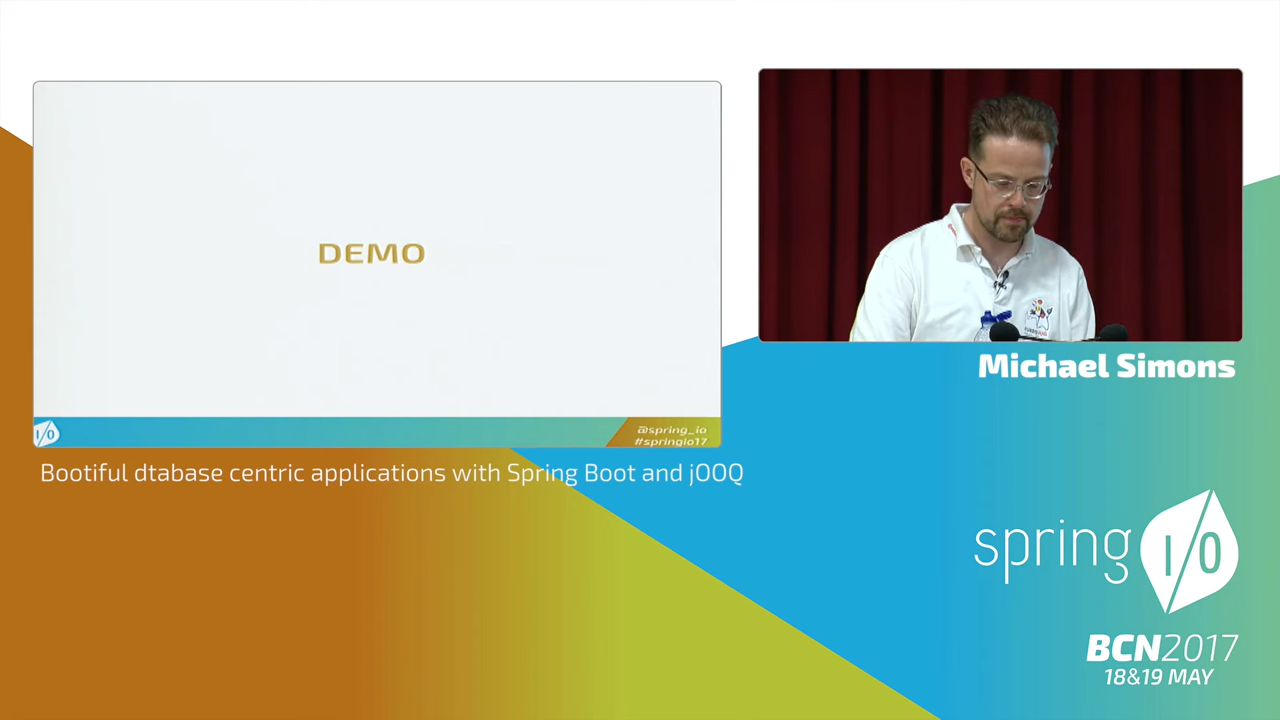 DEMO
I/O
@spring_io
#springio17
Michael Simons
Bootiful dtabase centric applications with Spring Boot and jOOQ
spring I/O
BCN2017
18&19 MAY